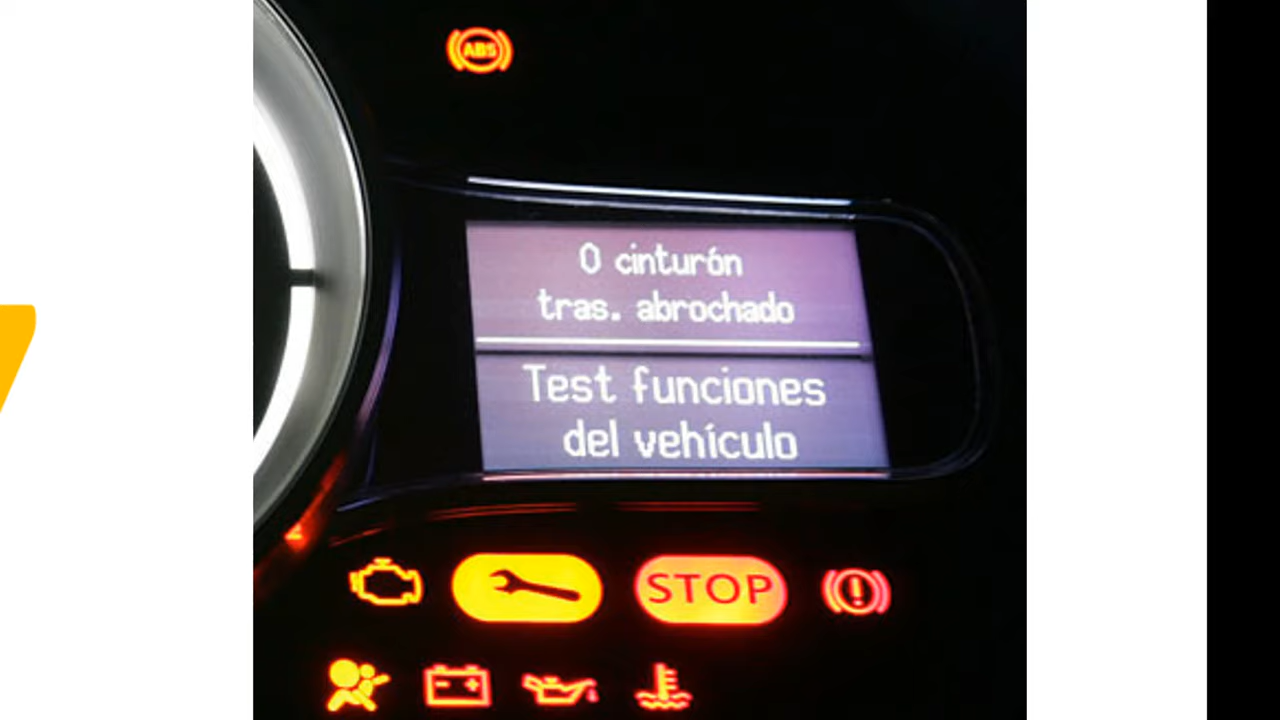 ABS
0 cinturón
tras. abrochado
Test funciones
del vehículo
STOP